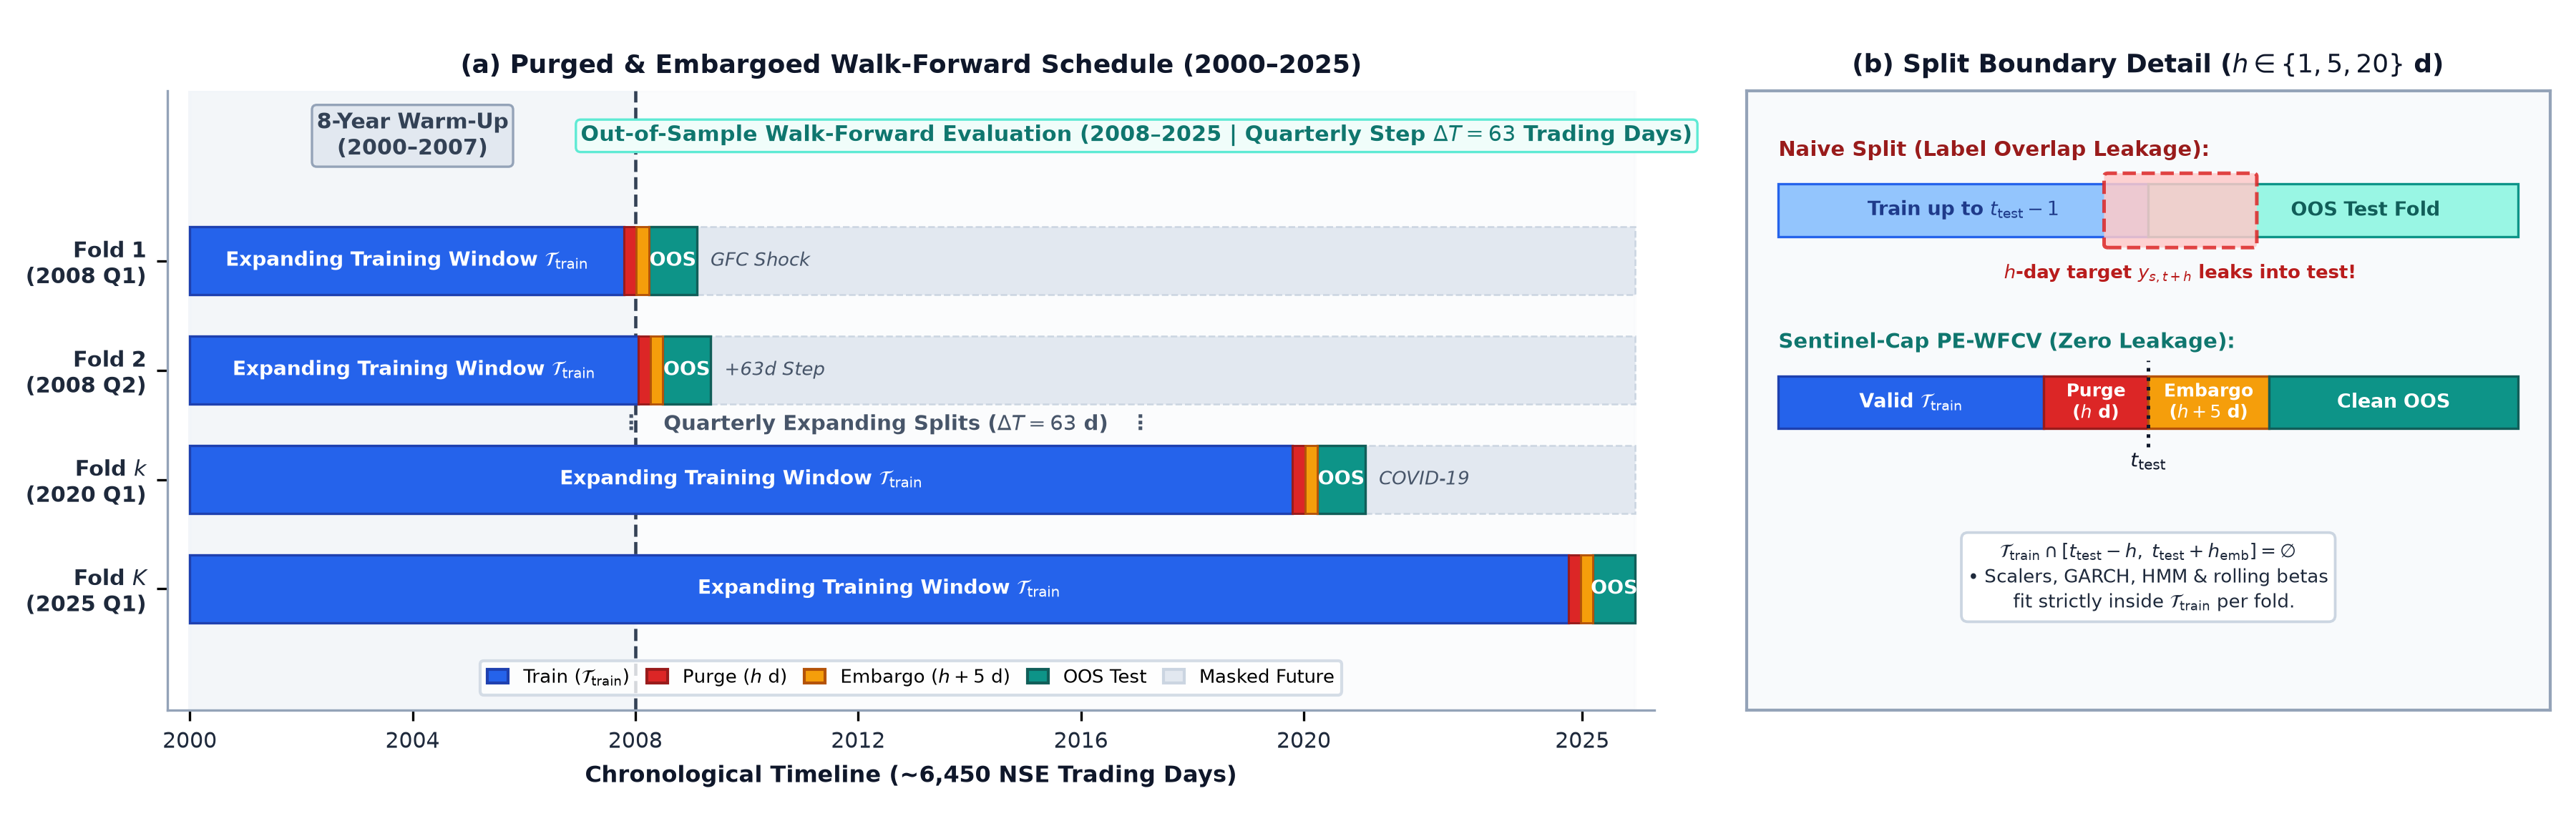 (a) Purged & Embargoed Walk-Forward Schedule (2000–2025)
8-Year Warm-Up
(2000–2007)
Out-of-Sample Walk-Forward Evaluation (2008–2025 | Quarterly Step ΔT = 63 Trading Days)
Fold 1
(2008 Q1)
Expanding Training Window 𝒯train
OOS
GFC Shock
Fold 2
(2008 Q2)
Expanding Training Window 𝒯train
OOS
+63d Step
⋮ Quarterly Expanding Splits (ΔT = 63 d) ⋮
Fold k
(2020 Q1)
Expanding Training Window 𝒯train
OOS
COVID-19
Fold K
(2025 Q1)
Expanding Training Window 𝒯train
OOS
Train (𝒯train) Purge (h d) Embargo (h + 5 d) OOS Test Masked Future
2000 2004 2008 2012 2016 2020 2025
Chronological Timeline (~6,450 NSE Trading Days)
(b) Split Boundary Detail (h ∈ {1, 5, 20} d)
Naive Split (Label Overlap Leakage):
Train up to ttest − 1
OOS Test Fold
h-day target ys,t+h leaks into test!
Sentinel-Cap PE-WFCV (Zero Leakage):
Valid 𝒯train
Purge
(h d)
Embargo
(h + 5 d)
Clean OOS
ttest
𝒯train ∩ [ttest − h, ttest + hemb] = ∅
• Scalers, GARCH, HMM & rolling betas
fit strictly inside 𝒯train per fold.